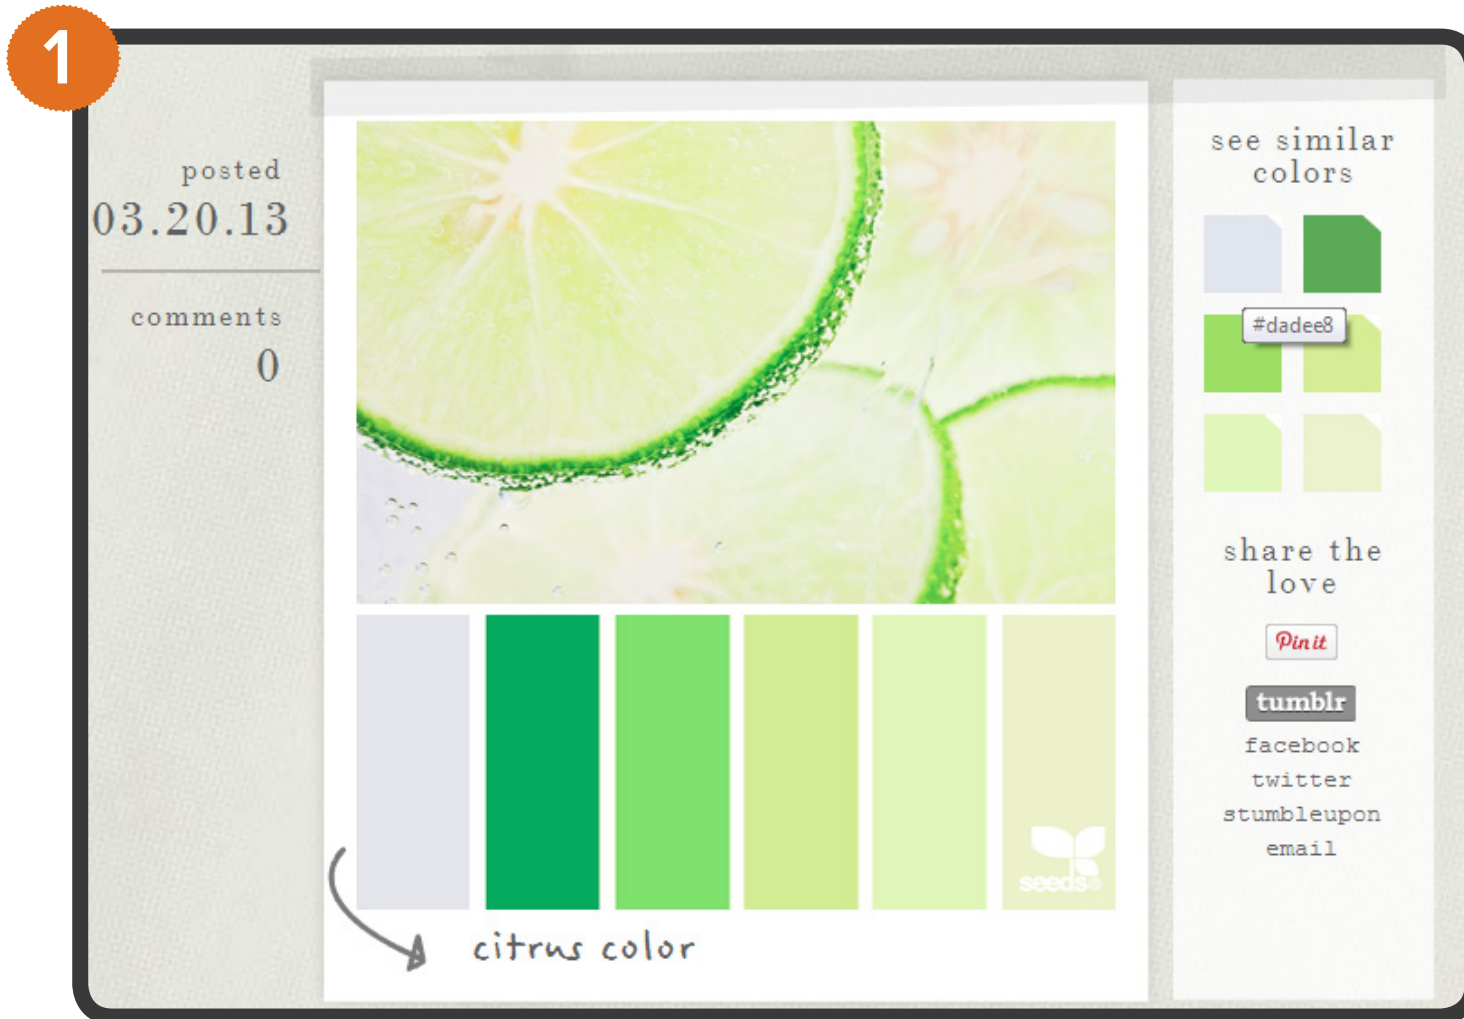 1
posted
03.20.13
comments
0
see similar
colors
#dadee8
share the
love
Pin it
tumblr
facebook
twitter
stumbleupon
email
seeds®
citrus color